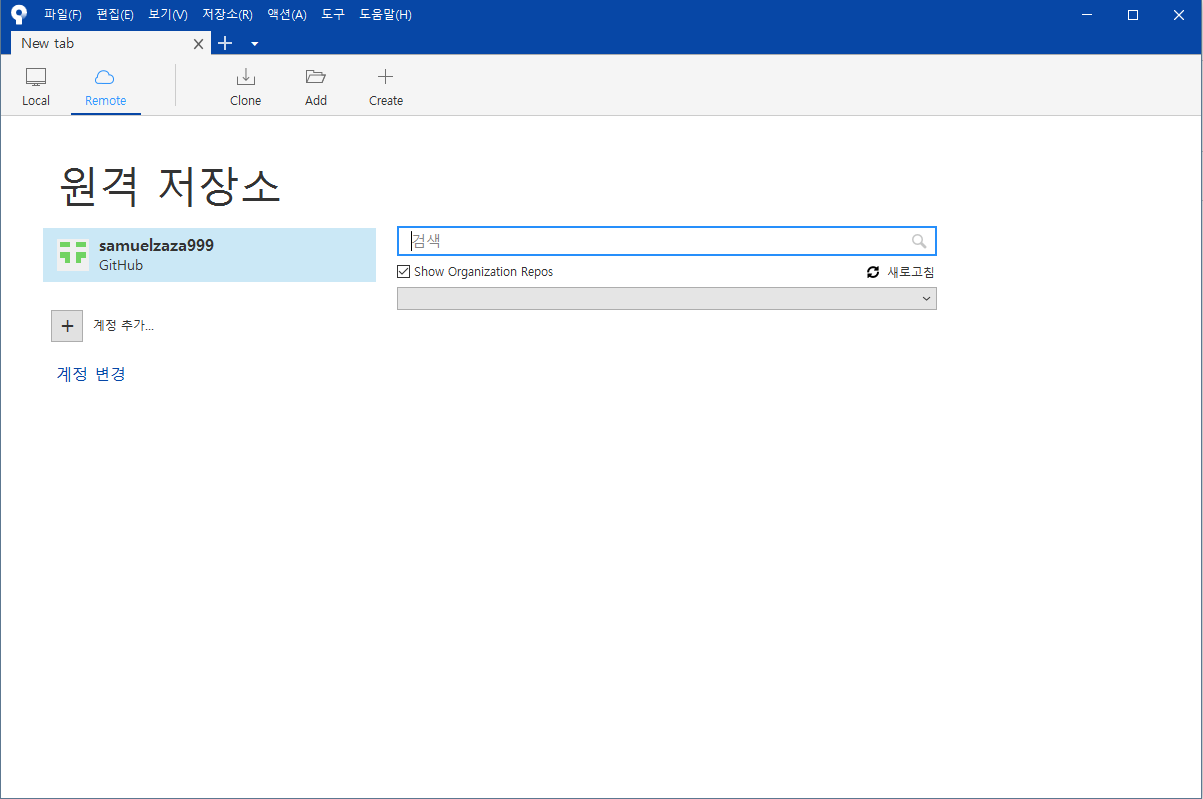 파일(F) 편집(E) 보기(V) 저장소(R) 액션(A) 도구 도움말(H)
New tab
Local Remote Clone Add Create
원격 저장소
samuelzaza999
GitHub
검색
Show Organization Repos 새로고침
계정 추가...
계정 변경